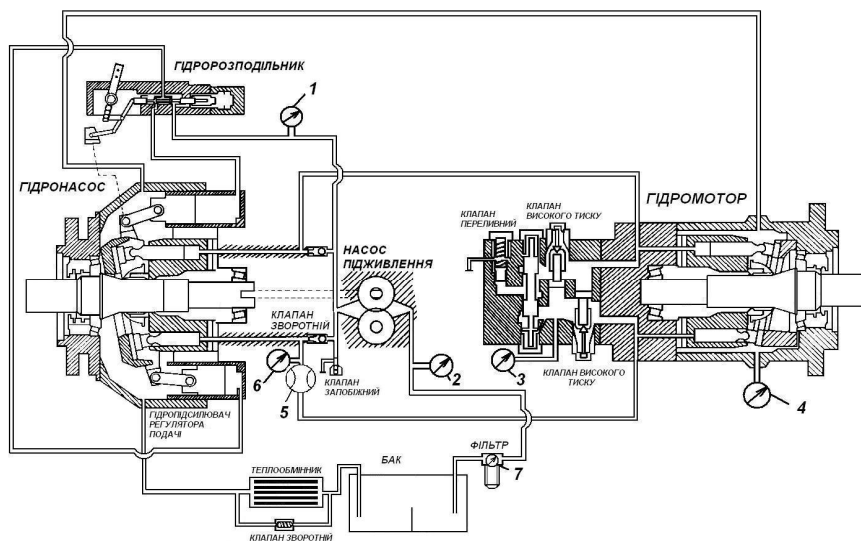 1
ГІДРОРОЗПОДІЛЬНИК
ГІДРОНАСОС
ГІДРОМОТОР
КЛАПАН
ПЕРЕЛИВНИЙ
КЛАПАН
ВИСОКОГО ТИСКУ
НАСОС
ПІДЖИВЛЕННЯ
КЛАПАН
ЗВОРОТНІЙ
6
5
КЛАПАН
ЗАПОБІЖНИЙ
2
3
КЛАПАН ВИСОКОГО
ТИСКУ
4
ГІДРОПІДСИЛЮВАЧ
РЕГУЛЯТОРА
ПОДАЧІ
ТЕПЛООБМІННИК
БАК
ФІЛЬТР
7
КЛАПАН ЗВОРОТНІЙ